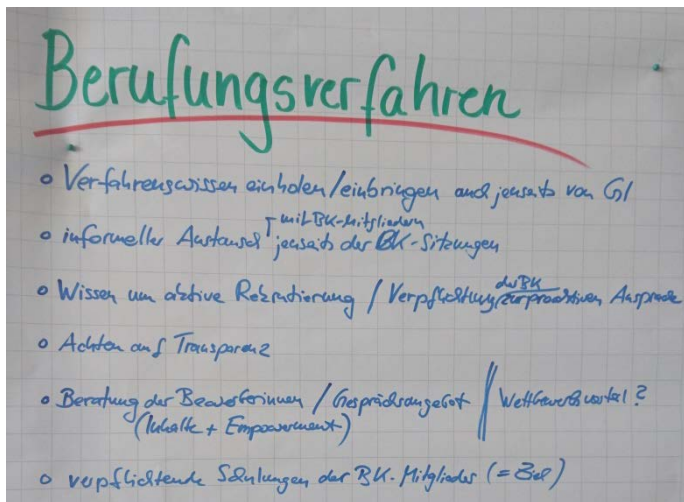 Berufungsverfahren
o Verfahrenswissen einholen/einbringen auch jenseits von GI
mit BK-Mitgliedern
o informeller Austausch jenseits der BK-Sitzungen
der BK
o Wissen um aktive Rekrutierung / Verpflichtung zur proaktiven Ansprache
o Achten auf Transparenz
o Beratung der Bewerberinnen / Gesprächsangebot // Wettbewerbsvorteil?
(Inhalte + Empowerment)
o verpflichtende Schulungen der BK-Mitglieder (= Ziel)